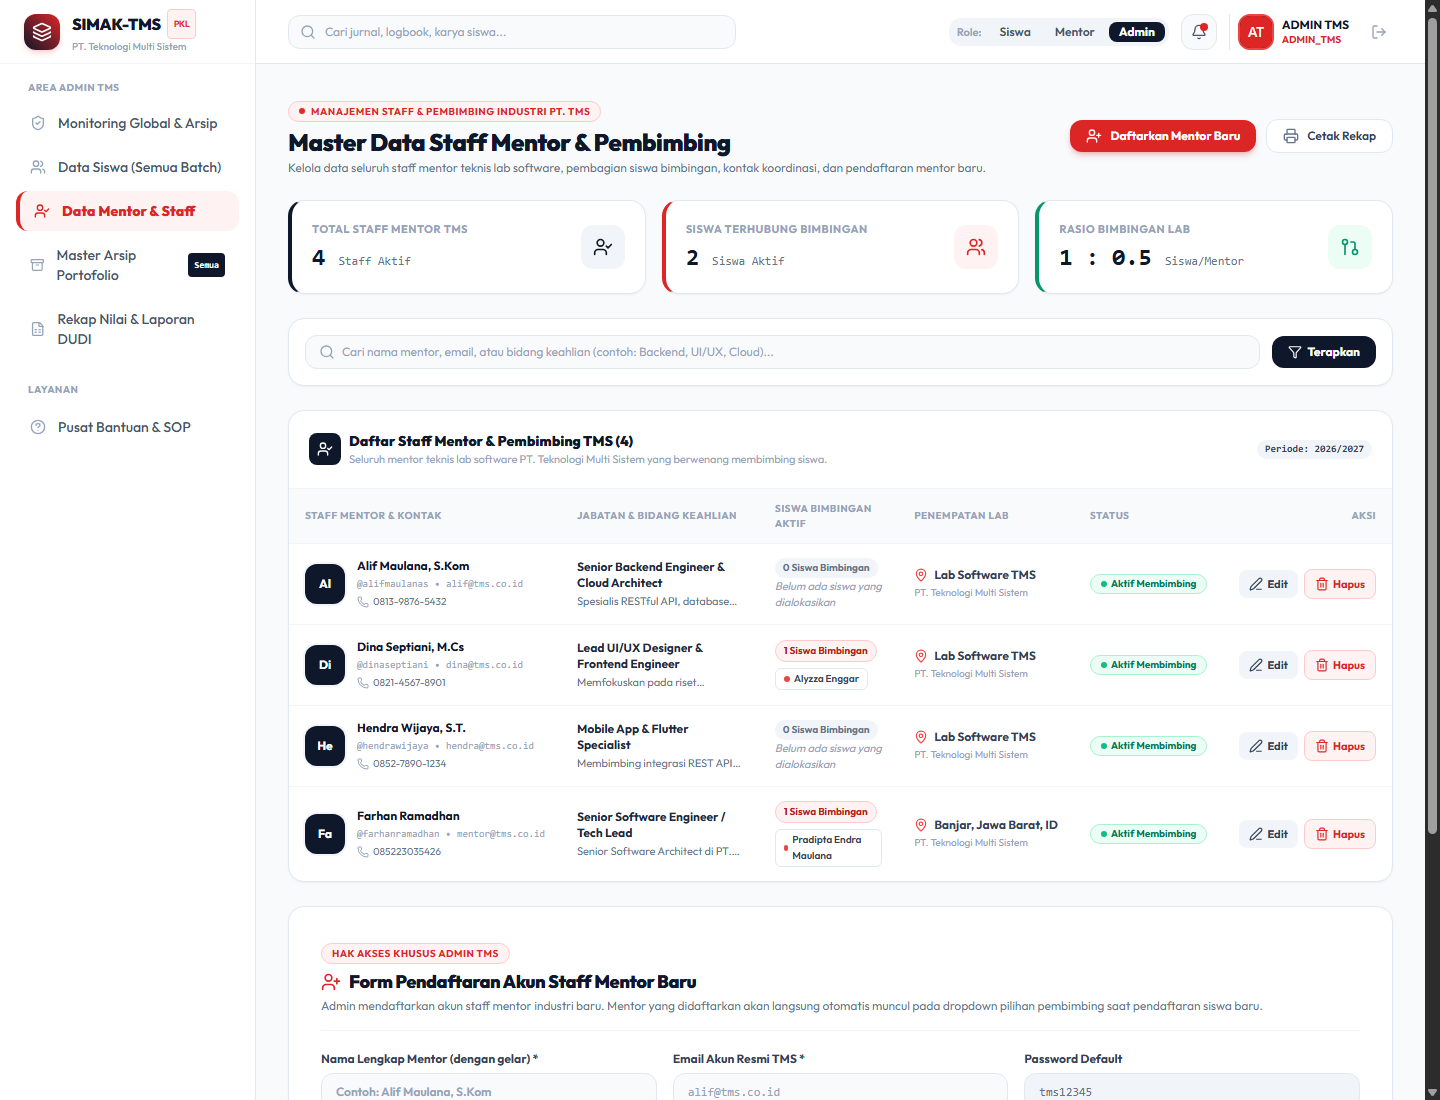 SIMAK-TMS PKL
PT. Teknologi Multi Sistem
Cari jurnal, logbook, karya siswa...
Role: Siswa Mentor Admin
AT
ADMIN TMS
ADMIN_TMS
AREA ADMIN TMS
Monitoring Global & Arsip
Data Siswa (Semua Batch)
Data Mentor & Staff
Master Arsip
Portofolio
Semua
Rekap Nilai & Laporan
DUDI
LAYANAN
Pusat Bantuan & SOP
MANAJEMEN STAFF & PEMBIMBING INDUSTRI PT. TMS
Master Data Staff Mentor & Pembimbing
Kelola data seluruh staff mentor teknis lab software, pembagian siswa bimbingan, kontak koordinasi, dan pendaftaran mentor baru.
Daftarkan Mentor Baru
Cetak Rekap
TOTAL STAFF MENTOR TMS
4 Staff Aktif
SISWA TERHUBUNG BIMBINGAN
2 Siswa Aktif
RASIO BIMBINGAN LAB
1 : 0.5 Siswa/Mentor
Cari nama mentor, email, atau bidang keahlian (contoh: Backend, UI/UX, Cloud)...
Terapkan
Daftar Staff Mentor & Pembimbing TMS (4)
Seluruh mentor teknis lab software PT. Teknologi Multi Sistem yang berwenang membimbing siswa.
Periode: 2026/2027
STAFF MENTOR & KONTAK
JABATAN & BIDANG KEAHLIAN
SISWA BIMBINGAN
AKTIF
PENEMPATAN LAB
STATUS
AKSI
Al
Alif Maulana, S.Kom
@alifmaulanas • alif@tms.co.id
0813-9876-5432
Senior Backend Engineer &
Cloud Architect
Spesialis RESTful API, database...
0 Siswa Bimbingan
Belum ada siswa yang
dialokasikan
Lab Software TMS
PT. Teknologi Multi Sistem
Aktif Membimbing
Edit
Hapus
Di
Dina Septiani, M.Cs
@dinaseptiani • dina@tms.co.id
0821-4567-8901
Lead UI/UX Designer &
Frontend Engineer
Memfokuskan pada riset...
1 Siswa Bimbingan
Alyzza Enggar
Lab Software TMS
PT. Teknologi Multi Sistem
Aktif Membimbing
Edit
Hapus
He
Hendra Wijaya, S.T.
@hendrawijaya • hendra@tms.co.id
0852-7890-1234
Mobile App & Flutter
Specialist
Membimbing integrasi REST API...
0 Siswa Bimbingan
Belum ada siswa yang
dialokasikan
Lab Software TMS
PT. Teknologi Multi Sistem
Aktif Membimbing
Edit
Hapus
Fa
Farhan Ramadhan
@farhanramadhan • mentor@tms.co.id
085223035426
Senior Software Engineer /
Tech Lead
Senior Software Architect di PT....
1 Siswa Bimbingan
Pradipta Endra
Maulana
Banjar, Jawa Barat, ID
PT. Teknologi Multi Sistem
Aktif Membimbing
Edit
Hapus
HAK AKSES KHUSUS ADMIN TMS
Form Pendaftaran Akun Staff Mentor Baru
Admin mendaftarkan akun staff mentor industri baru. Mentor yang didaftarkan akan langsung otomatis muncul pada dropdown pilihan pembimbing saat pendaftaran siswa baru.
Nama Lengkap Mentor (dengan gelar) *
Contoh: Alif Maulana, S.Kom
Email Akun Resmi TMS *
alif@tms.co.id
Password Default
tms12345